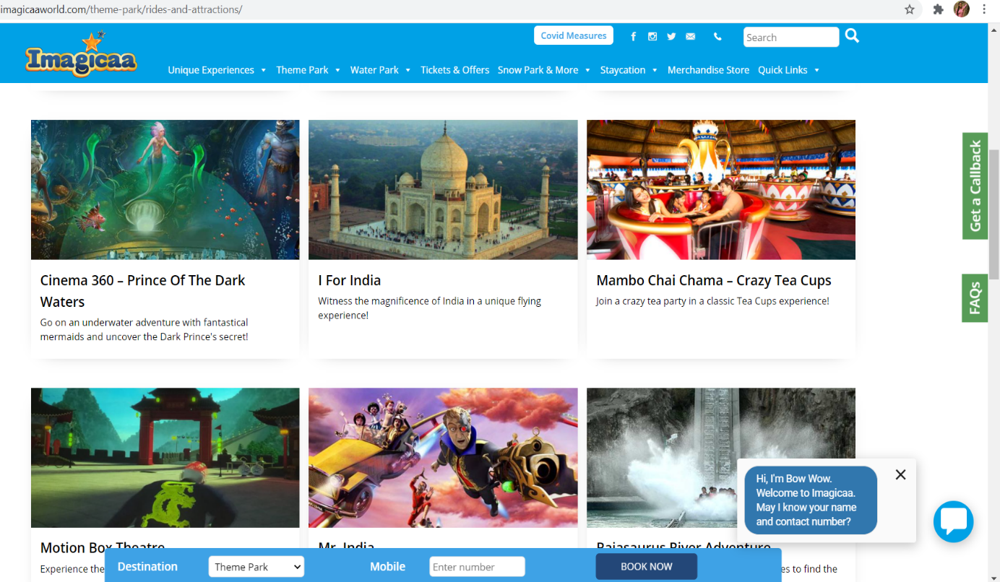 imagicaaworld.com/theme-park/rides-and-attractions/
Imagicaa
Covid Measures
Search
Unique Experiences Theme Park Water Park Tickets & Offers Snow Park & More Staycation Merchandise Store Quick Links
Get a Callback
FAQs
Cinema 360 – Prince Of The Dark
Waters
Go on an underwater adventure with fantastical
mermaids and uncover the Dark Prince's secret!
I For India
Witness the magnificence of India in a unique flying
experience!
Mambo Chai Chama – Crazy Tea Cups
Join a crazy tea party in a classic Tea Cups experience!
Motion Box Theatre
Experience the
Mr. India
Rajasaurus River Adventure
es to find the
Hi, I'm Bow Wow.
Welcome to Imagicaa.
May I know your name
and contact number?
Destination Theme Park Mobile Enter number BOOK NOW